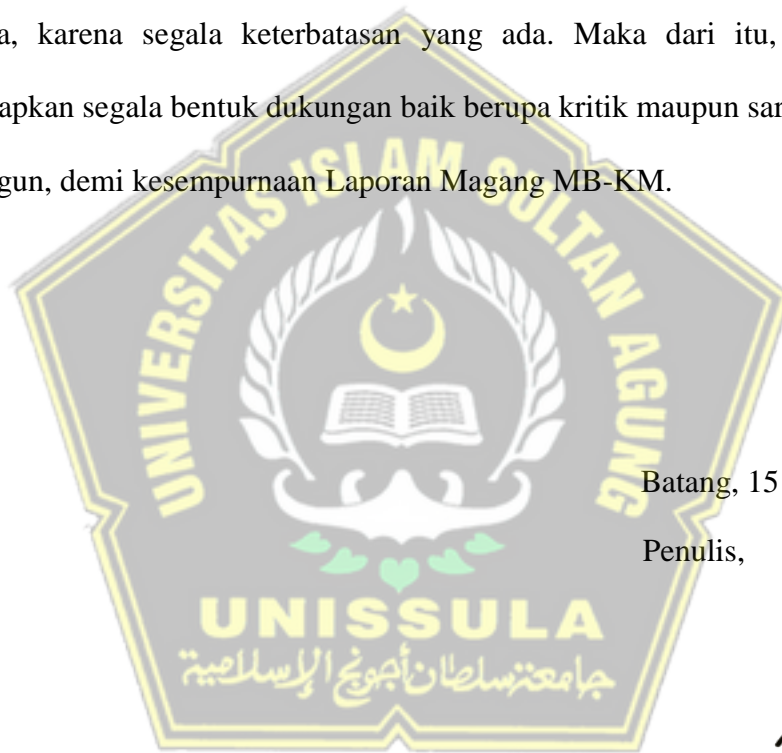 a, karena segala keterbatasan yang ada. Maka dari itu,
apkan segala bentuk dukungan baik berupa kritik maupun sar
gun, demi kesempurnaan Laporan Magang MB-KM.
UNIVERSITAS ISLAM SULTAN AGUNG
Batang, 15
Penulis,
UNISSULA
جامعة سلطان أجونج الإسلامية